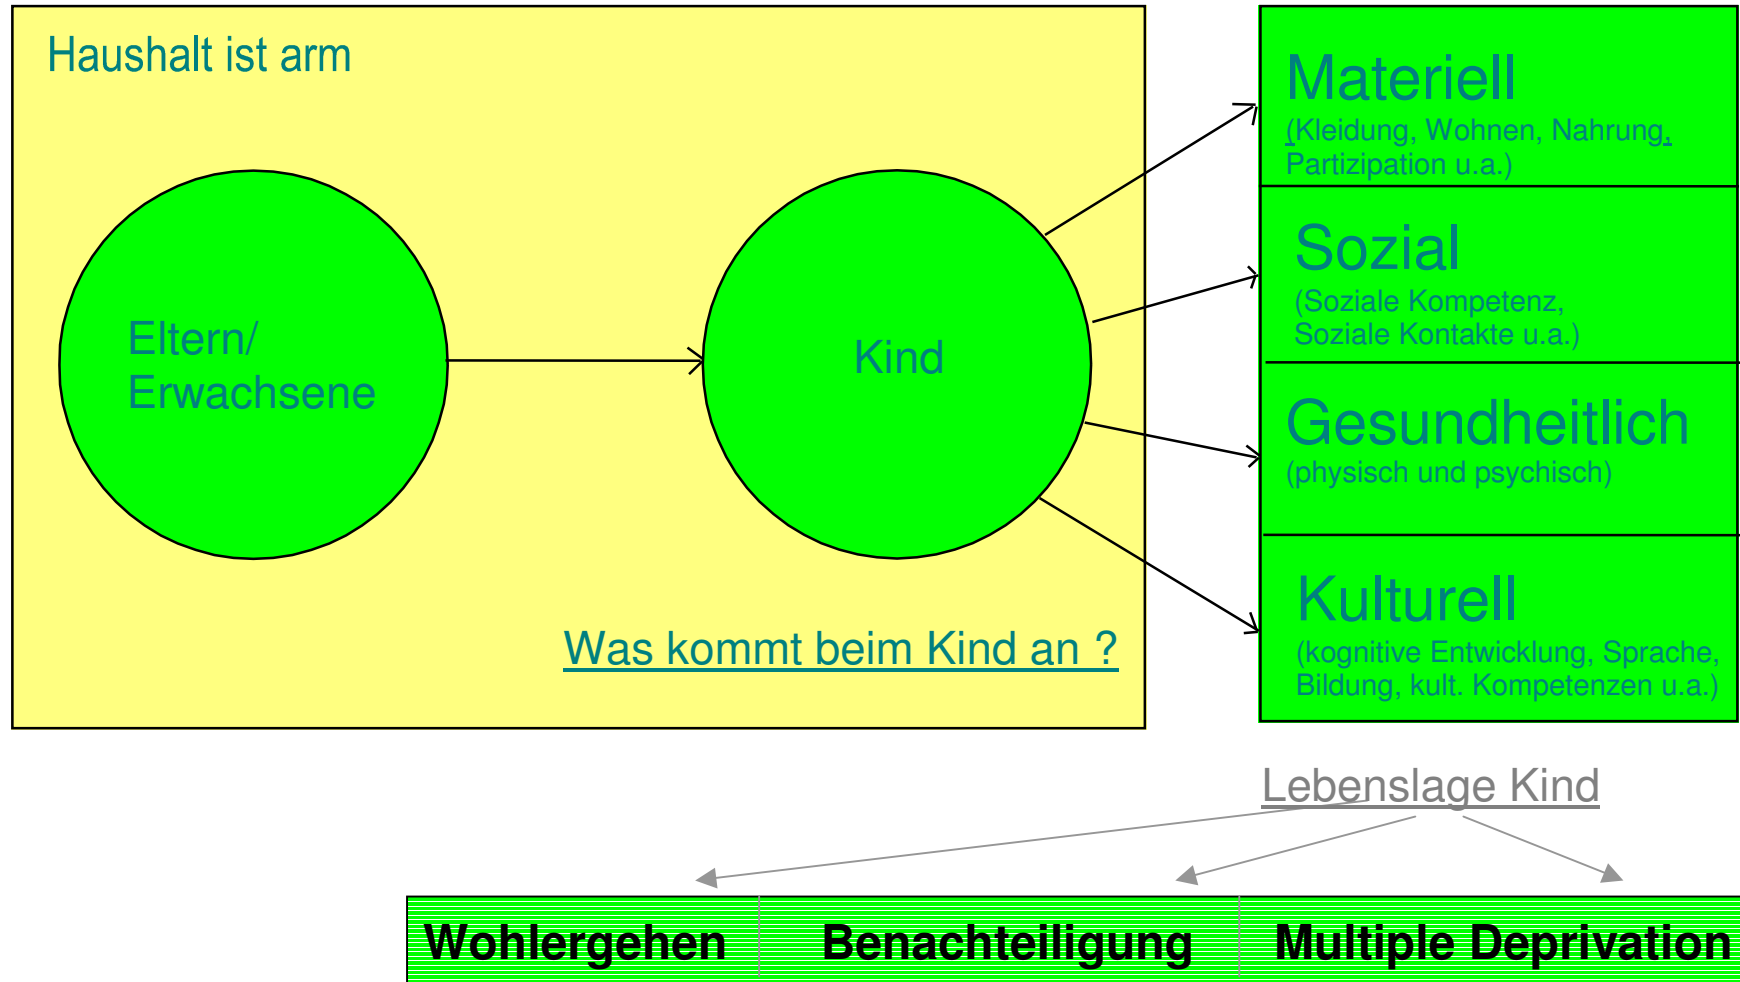 Haushalt ist arm
Eltern/
Erwachsene
Kind
Was kommt beim Kind an ?
Materiell
(Kleidung, Wohnen, Nahrung,
Partizipation u.a.)
Sozial
(Soziale Kompetenz,
Soziale Kontakte u.a.)
Gesundheitlich
(physisch und psychisch)
Kulturell
(kognitive Entwicklung, Sprache,
Bildung, kult. Kompetenzen u.a.)
Lebenslage Kind
Wohlergehen Benachteiligung Multiple Deprivation